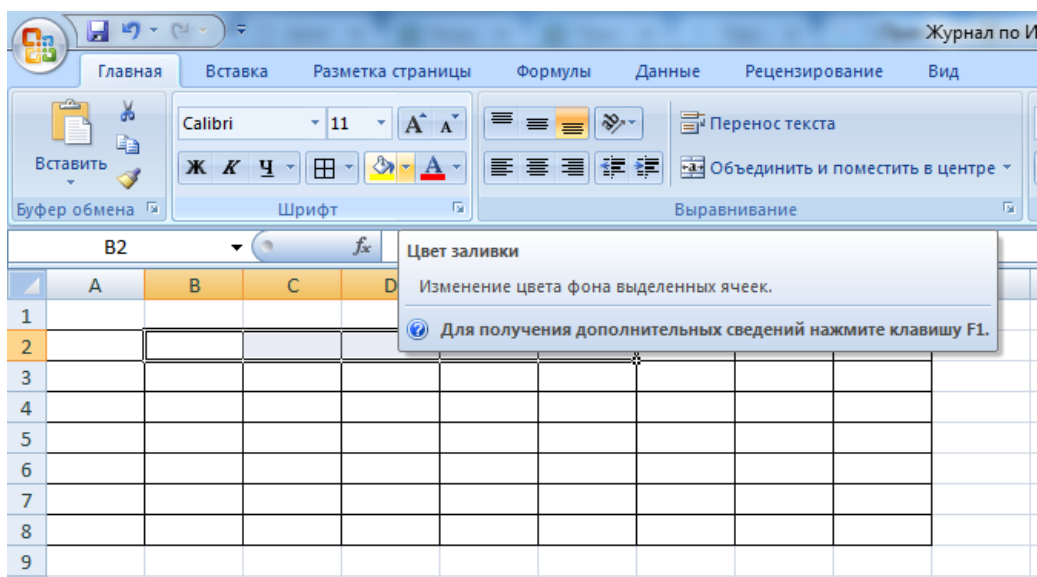 Журнал по И
Главная Вставка Разметка страницы Формулы Данные Рецензирование Вид
Calibri 11 A A Перенос текста
Вставить Ж К Ч А Объединить и поместить в центре
Буфер обмена Шрифт Выравнивание
B2 fx Цвет заливки
A B C D Изменение цвета фона выделенных ячеек.
1 Для получения дополнительных сведений нажмите клавишу F1.
2
3
4
5
6
7
8
9